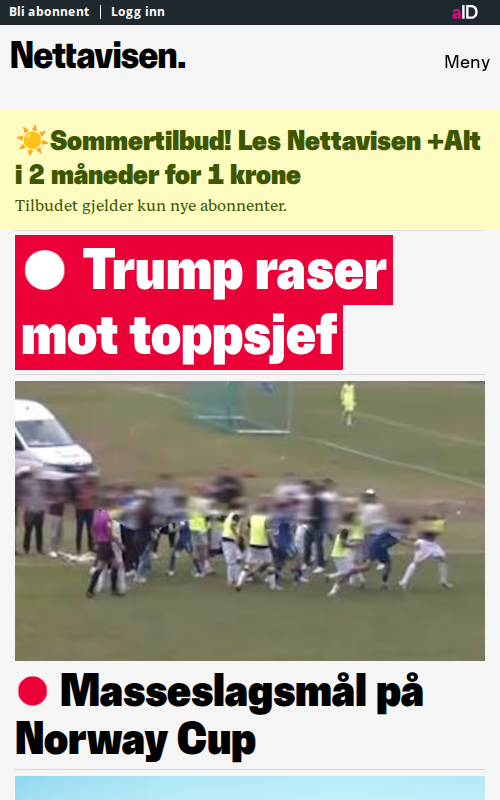 Bli abonnent Logg inn aID
Nettavisen. Meny
Sommertilbud! Les Nettavisen +Alt
i 2 måneder for 1 krone
Tilbudet gjelder kun nye abonnenter.
Trump raser
mot toppsjef
Masseslagsmål på
Norway Cup